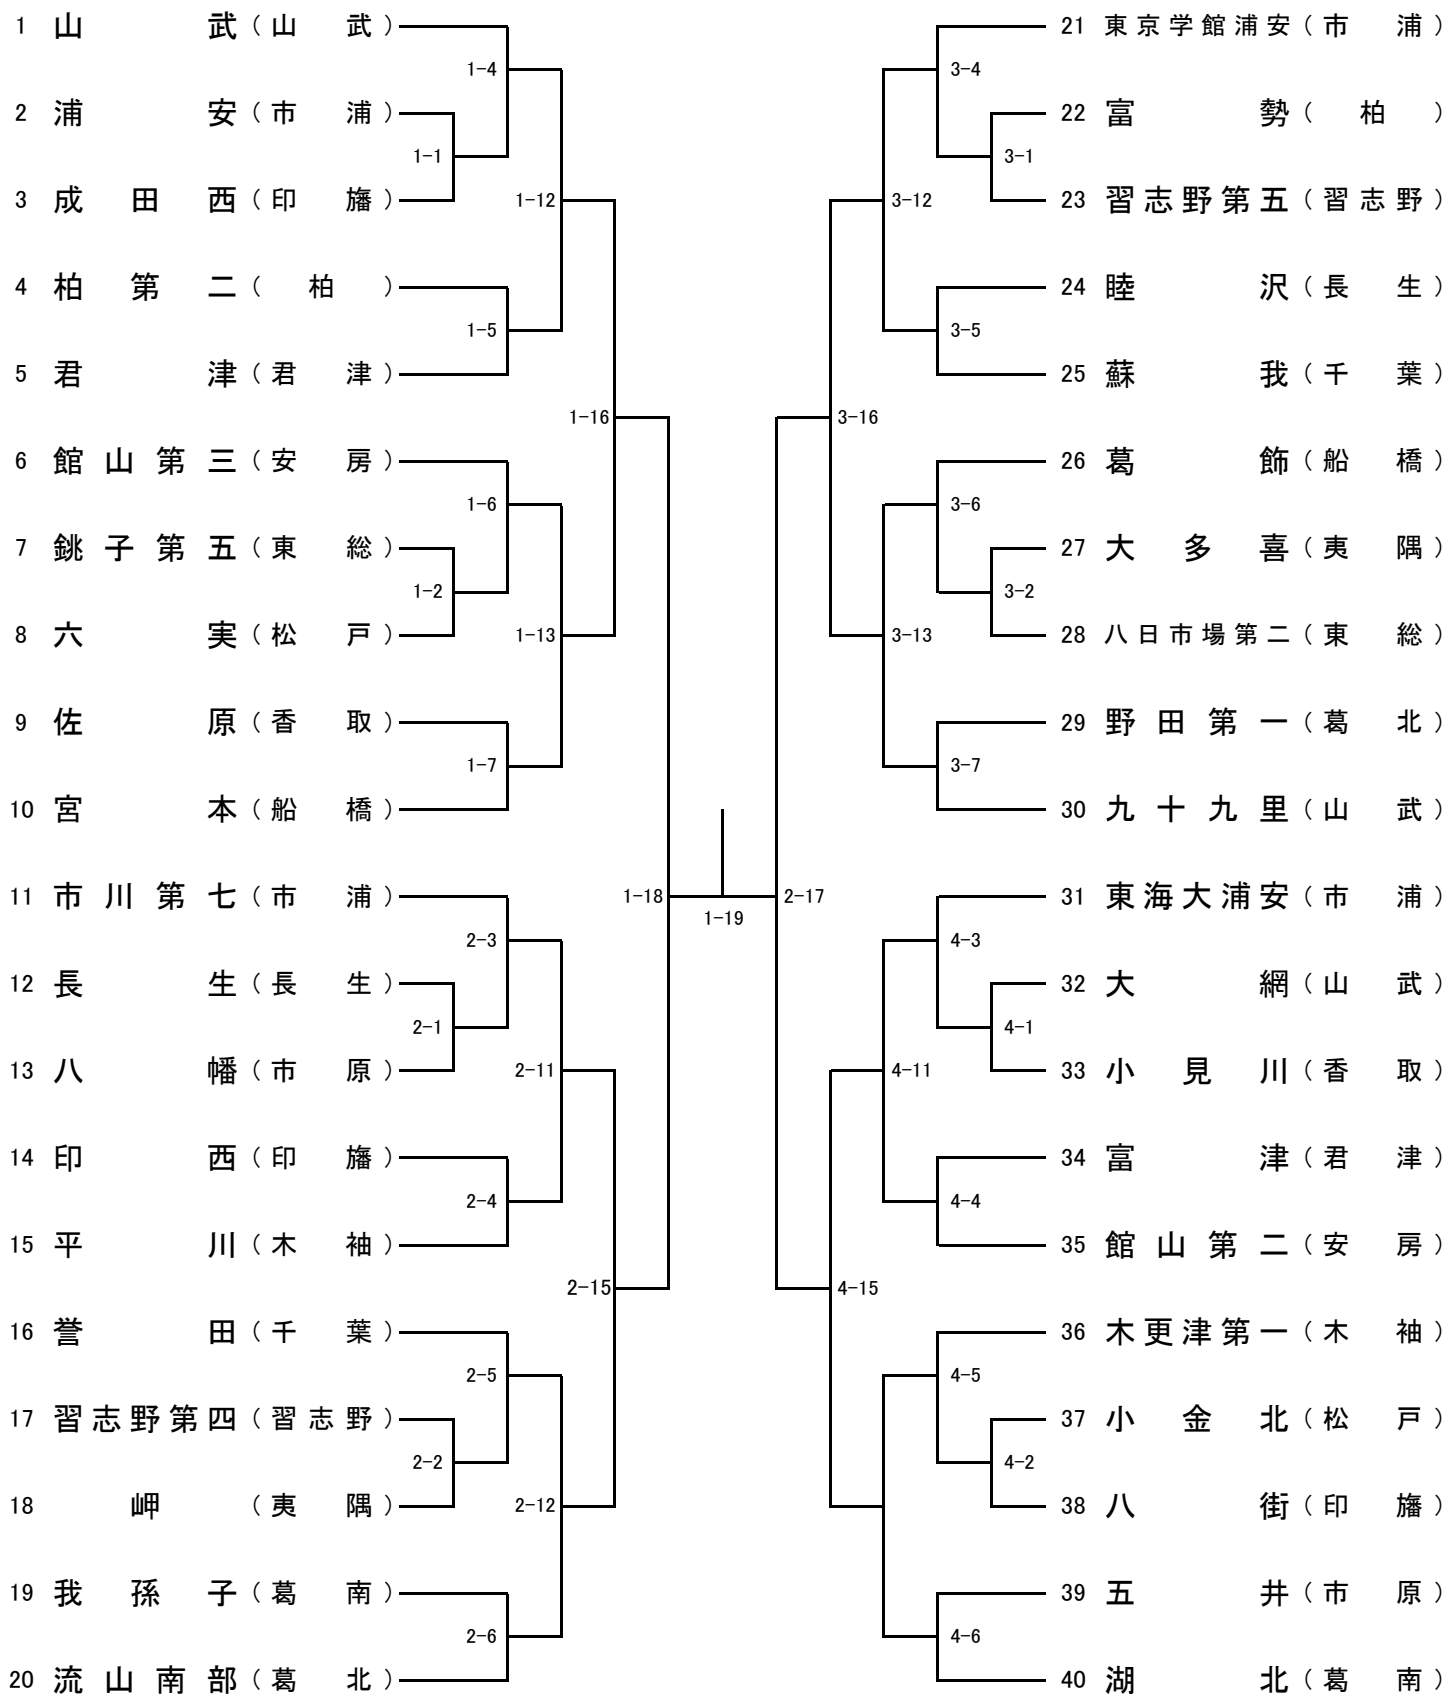 1 山武（山武）
1-4
2 浦安（市浦）
1-1
3 成田西（印旛）
1-12
4 柏第二（柏）
1-5
5 君津（君津）
1-16
6 館山第三（安房）
1-6
7 銚子第五（東総）
1-2
8 六実（松戸）
1-13
9 佐原（香取）
1-7
10 宮本（船橋）
11 市川第七（市浦）
1-18
2-3
12 長生（長生）
2-1
13 八幡（市原）
2-11
14 印西（印旛）
2-4
15 平川（木袖）
2-15
16 誉田（千葉）
2-5
17 習志野第四（習志野）
2-2
18 岬（夷隅）
2-12
19 我孫子（葛南）
2-6
20 流山南部（葛北）
1-19
21 東京学館浦安（市浦）
3-4
22 富勢（柏）
3-1
23 習志野第五（習志野）
3-12
24 睦沢（長生）
3-5
25 蘇我（千葉）
3-16
26 葛飾（船橋）
3-6
27 大多喜（夷隅）
3-2
28 八日市場第二（東総）
3-13
29 野田第一（葛北）
3-7
30 九十九里（山武）
2-17
31 東海大浦安（市浦）
4-3
32 大網（山武）
4-1
33 小見川（香取）
4-11
34 富津（君津）
4-4
35 館山第二（安房）
4-15
36 木更津第一（木袖）
4-5
37 小金北（松戸）
4-2
38 八街（印旛）
39 五井（市原）
4-6
40 湖北（葛南）